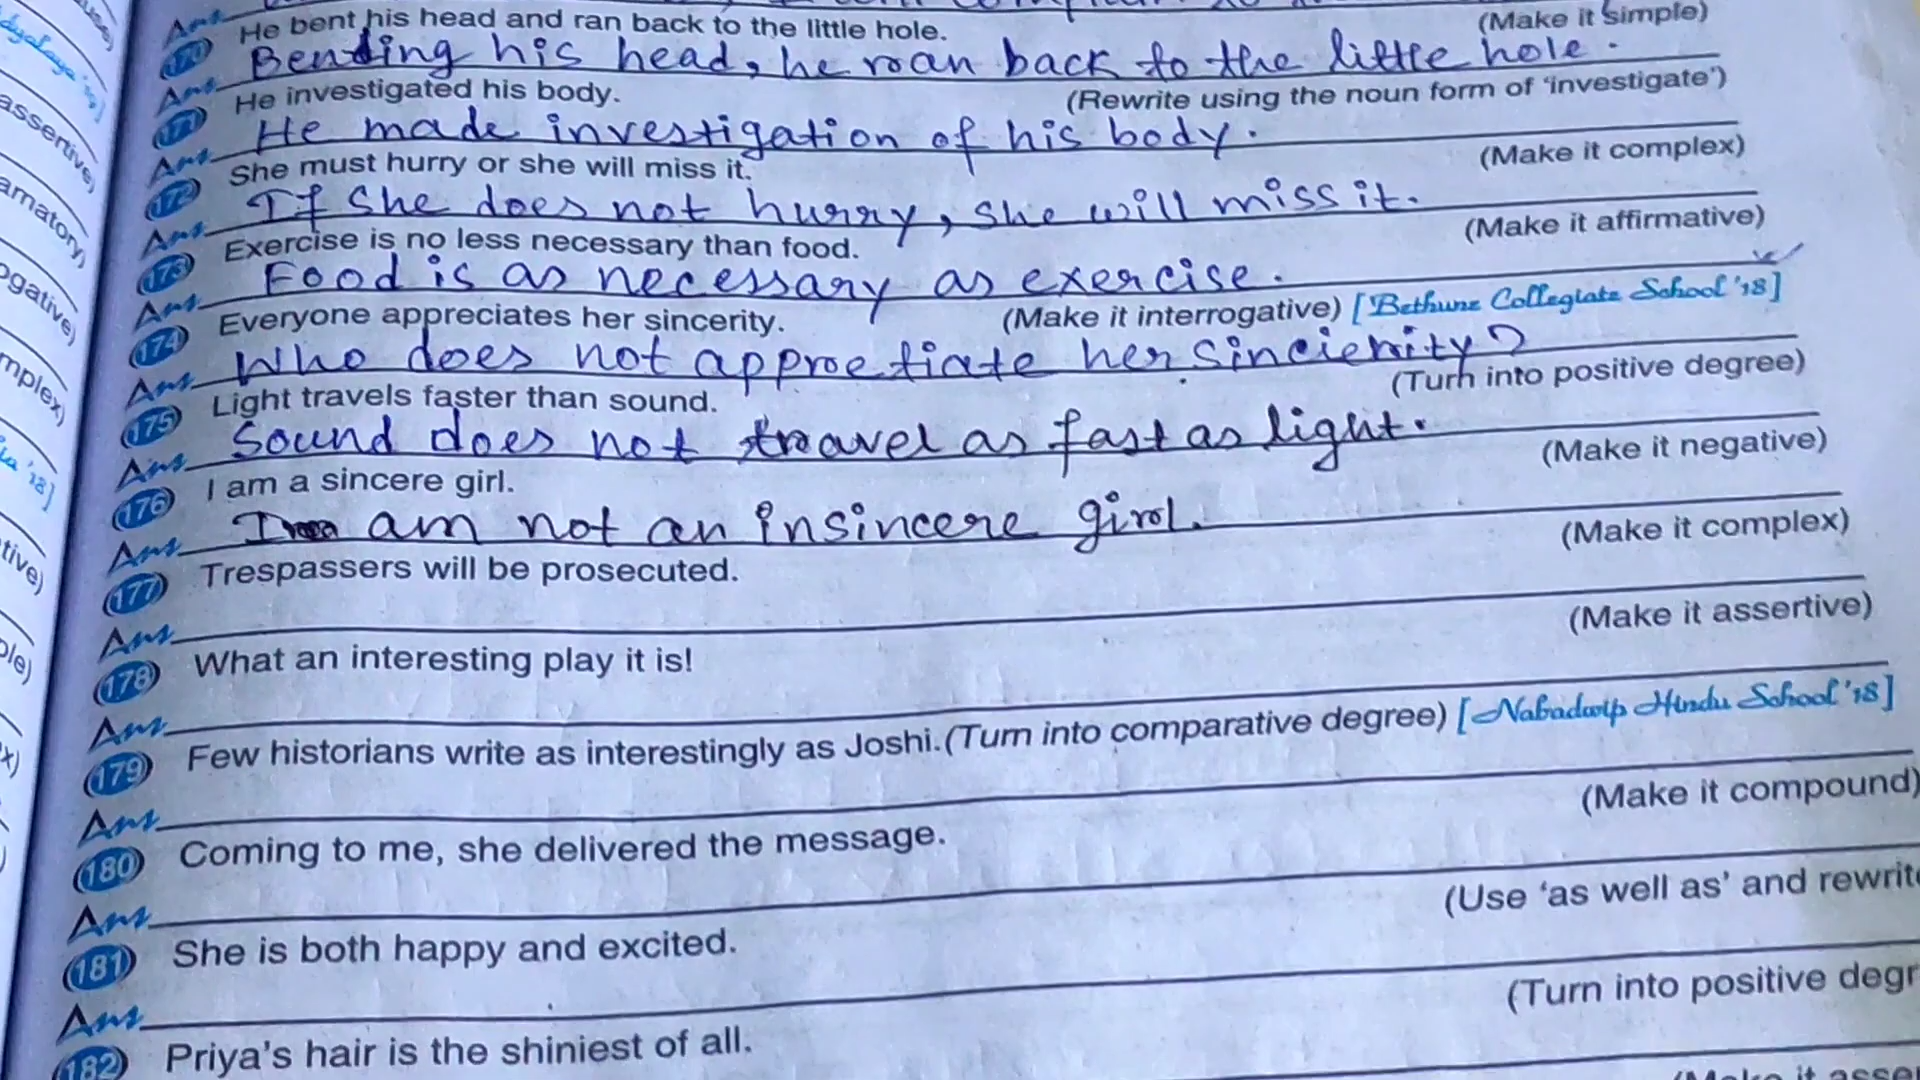 He bent his head and ran back to the little hole. (Make it simple)
170 Ans Bending his head, he ran back to the little hole.
He investigated his body. (Rewrite using the noun form of 'investigate')
171 Ans He made investigation of his body.
She must hurry or she will miss it. (Make it complex)
172 Ans If she does not hurry, she will miss it.
Exercise is no less necessary than food. (Make it affirmative)
173 Ans Food is as necessary as exercise.
Everyone appreciates her sincerity. (Make it interrogative) [Bethune Collegiate School '18]
174 Ans Who does not approetiate her sincierity?
Light travels faster than sound. (Turn into positive degree)
175 Ans Sound does not travel as fast as light.
I am a sincere girl. (Make it negative)
176 Ans I am not an insincere girl.
Trespassers will be prosecuted. (Make it complex)
177 Ans
What an interesting play it is! (Make it assertive)
178 Ans
Few historians write as interestingly as Joshi. (Turn into comparative degree) [Nabadwip Hindu School '18]
179 Ans
Coming to me, she delivered the message. (Make it compound)
180 Ans
She is both happy and excited. (Use 'as well as' and rewrite
181 Ans
Priya's hair is the shiniest of all. (Turn into positive degr
182
assertive)